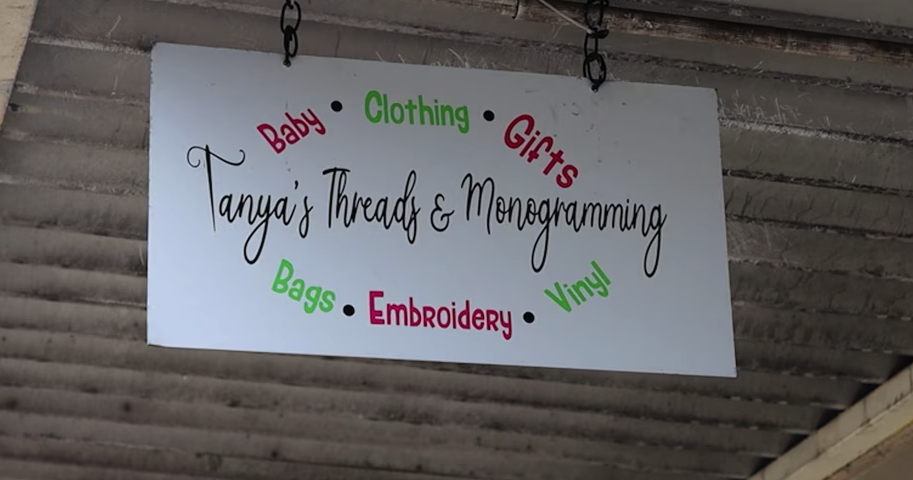 Baby • Clothing • Gifts
Tanya's Threads & Monogramming
Bags • Embroidery • Vinyl